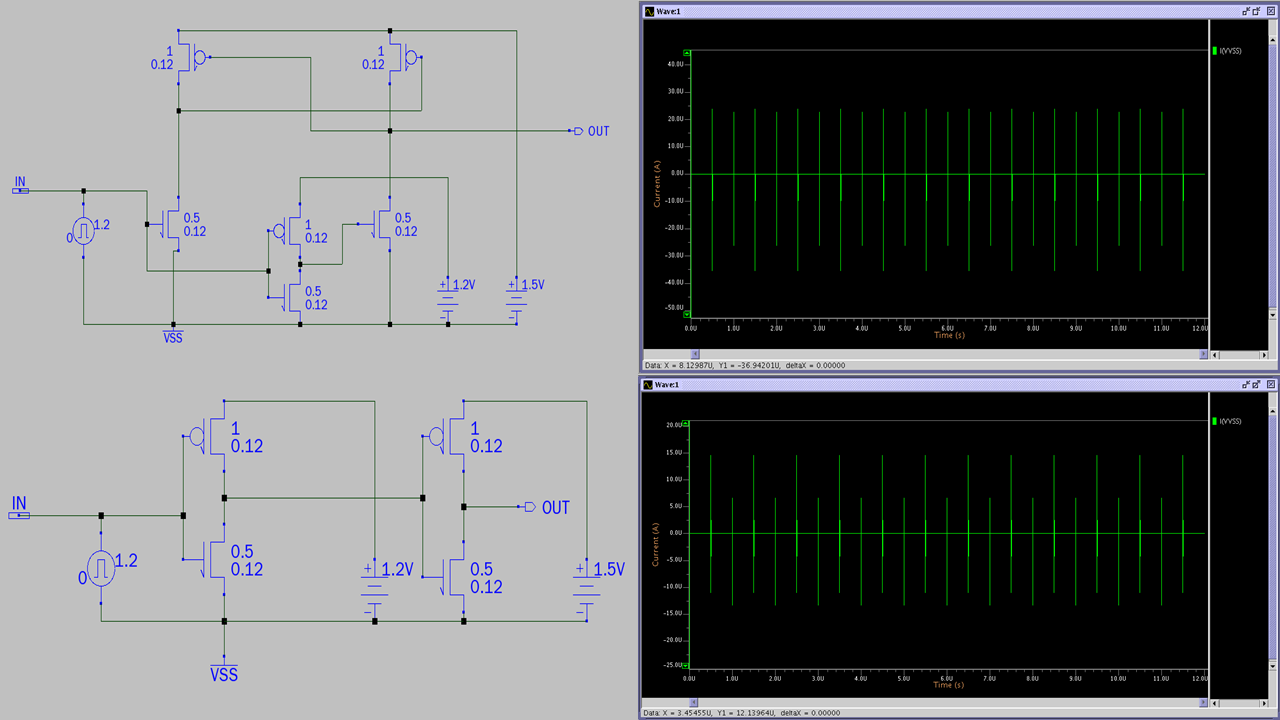 1
0.12
1
0.12
OUT
IN
0
1.2
0.5
0.12
1
0.12
0.5
0.12
0.5
0.12
+ 1.2V
−
+ 1.5V
−
VSS
Wave:1
I(VVSS)
Current (A)
40.0U
30.0U
20.0U
10.0U
0.0U
-10.0U
-20.0U
-30.0U
-40.0U
-50.0U
0.0U 1.0U 2.0U 3.0U 4.0U 5.0U 6.0U 7.0U 8.0U 9.0U 10.0U 11.0U 12.0U
Time (s)
Data: X = 8.12987U, Y1 = -36.94201U, deltaX = 0.00000
IN
0
1.2
1
0.12
0.5
0.12
+ 1.2V
−
1
0.12
OUT
0.5
0.12
+ 1.5V
−
VSS
Wave:1
I(VVSS)
Current (A)
20.0U
15.0U
10.0U
5.0U
0.0U
-5.0U
-10.0U
-15.0U
-20.0U
-25.0U
0.0U 1.0U 2.0U 3.0U 4.0U 5.0U 6.0U 7.0U 8.0U 9.0U 10.0U 11.0U 12.0U
Time (s)
Data: X = 3.45455U, Y1 = 12.13964U, deltaX = 0.00000